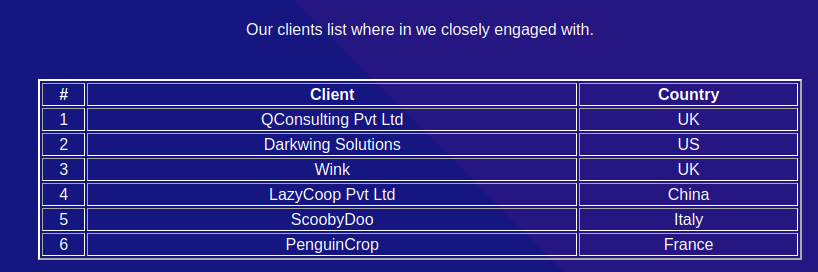 Our clients list where in we closely engaged with.
# Client Country
1 QConsulting Pvt Ltd UK
2 Darkwing Solutions US
3 Wink UK
4 LazyCoop Pvt Ltd China
5 ScoobyDoo Italy
6 PenguinCrop France